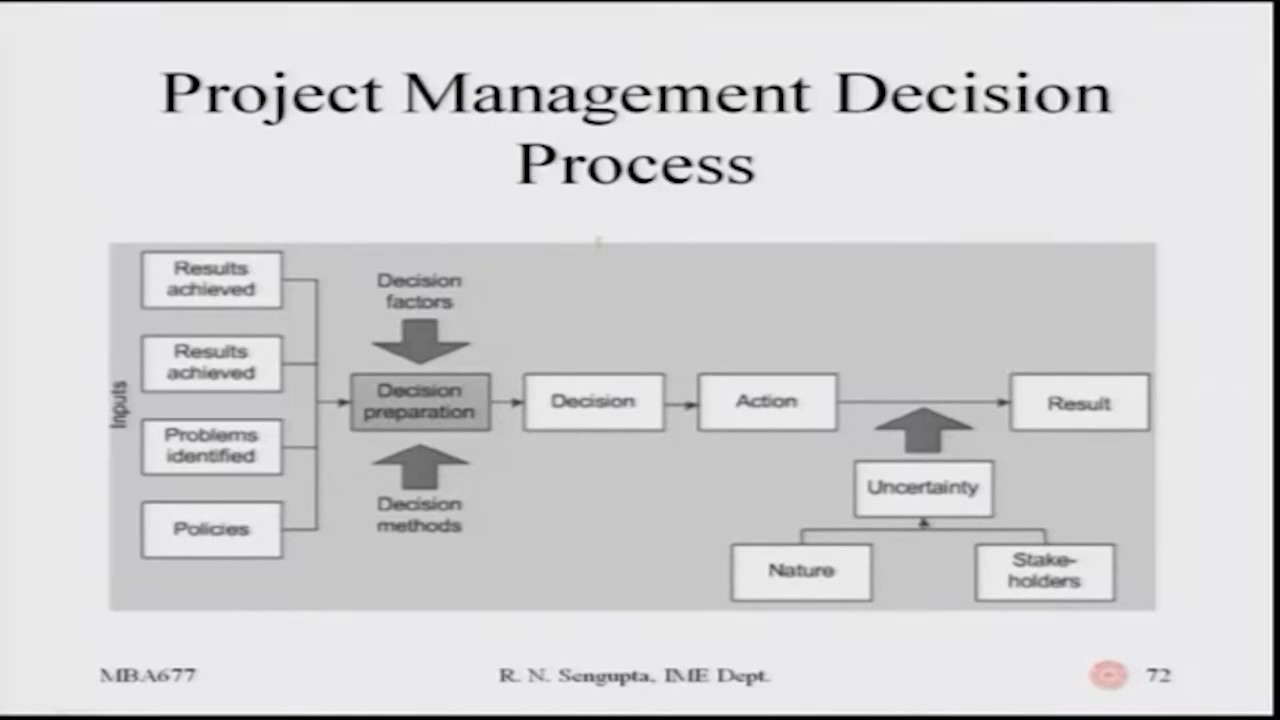 Project Management Decision
Process
Inputs
Results
achieved
Results
achieved
Problems
identified
Policies
Decision
factors
Decision
preparation
Decision
methods
Decision
Action
Result
Uncertainty
Nature
Stake-
holders
MBA677
R. N. Sengupta, IME Dept.
72